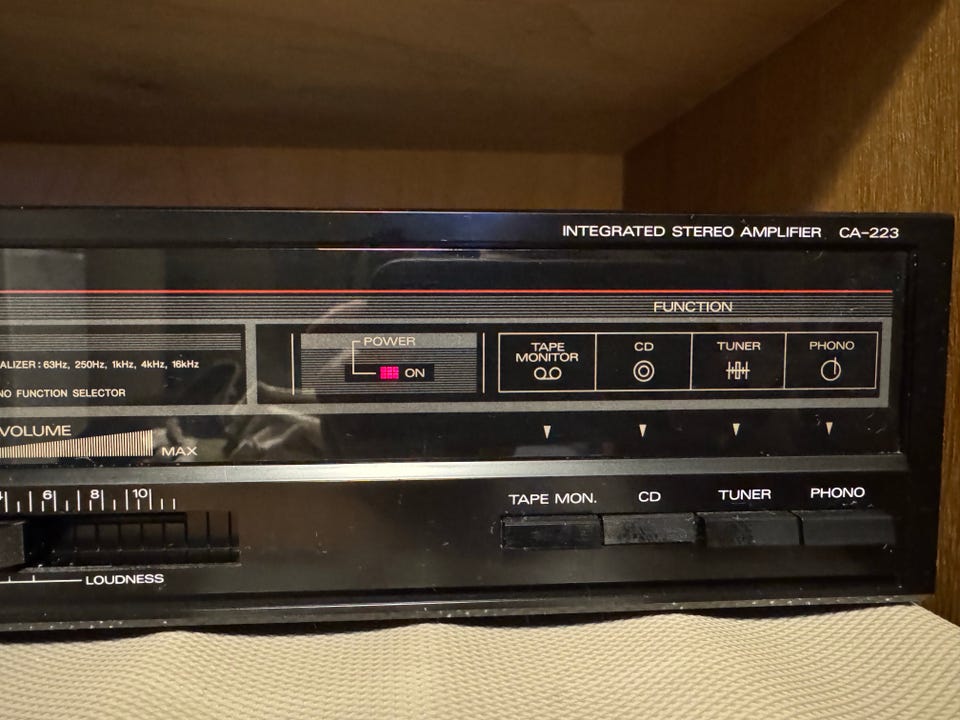 INTEGRATED STEREO AMPLIFIER CA-223
FUNCTION
POWER
ON
TAPE MONITOR
CD
TUNER
PHONO
ALIZER : 63Hz, 250Hz, 1kHz, 4kHz, 16kHz
NO FUNCTION SELECTOR
VOLUME
MAX
6 8 10
LOUDNESS
TAPE MON.
CD
TUNER
PHONO